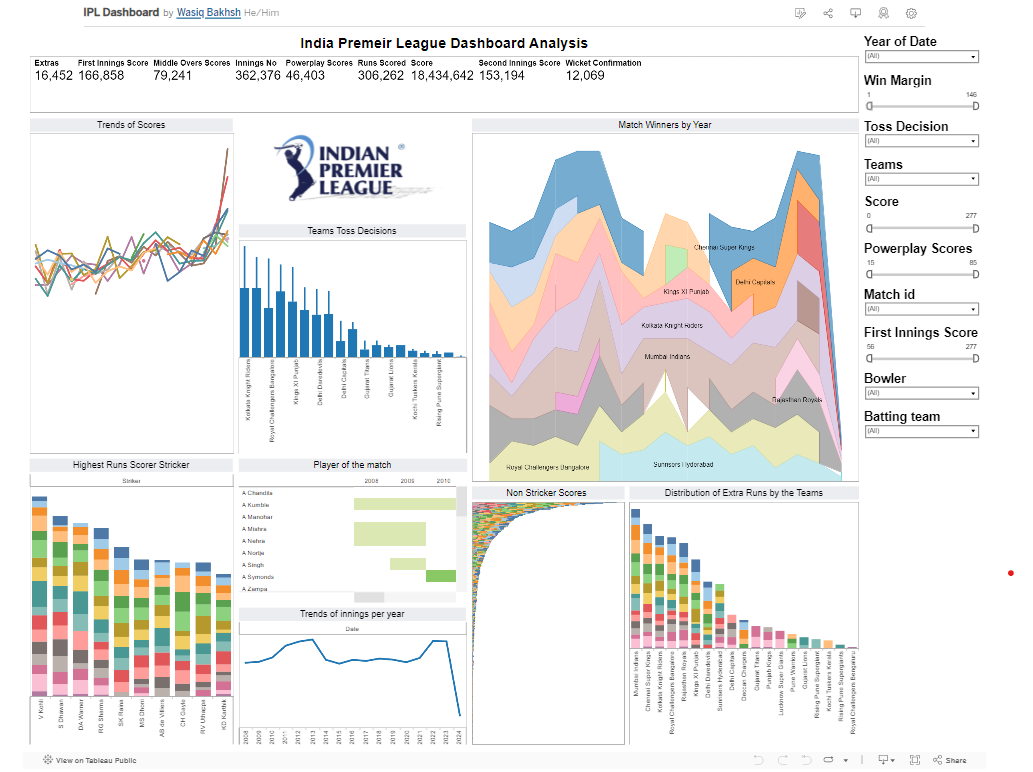 IPL Dashboard by Wasiq Bakhsh He/Him
India Premeir League Dashboard Analysis
Extras First Innings Score Middle Overs Scores Innings No Powerplay Scores Runs Scored Score Second Innings Score Wicket Confirmation
16,452 166,858 79,241 362,376 46,403 306,262 18,434,642 153,194 12,069
Year of Date
(All)
Win Margin
1 146
Toss Decision
(All)
Teams
(All)
Score
0 277
Powerplay Scores
15 85
Match id
(All)
First Innings Score
56 277
Bowler
(All)
Batting team
(All)
Trends of Scores
INDIAN
PREMIER
LEAGUE
Teams Toss Decisions
Kolkata Knight Riders
Royal Challengers Bangalore
Kings XI Punjab
Delhi Daredevils
Delhi Capitals
Gujarat Titans
Gujarat Lions
Kochi Tuskers Kerala
Rising Pune Supergiant
Match Winners by Year
Chennai Super Kings
Delhi Capitals
Kings XI Punjab
Kolkata Knight Riders
Mumbai Indians
Rajasthan Royals
Royal Challengers Bangalore
Sunrisers Hyderabad
Highest Runs Scorer Stricker
Striker
V Kohli
S Dhawan
DA Warner
RG Sharma
SK Raina
MS Dhoni
AB de Villiers
CH Gayle
RV Uthappa
KD Karthik
Player of the match
2008 2009 2010
A Chandila
A Kumble
A Manohar
A Mishra
A Nehra
A Nortje
A Singh
A Symonds
A Zampa
Trends of innings per year
Date
2008
2009
2010
2011
2012
2013
2014
2015
2016
2017
2018
2019
2020
2021
2022
2023
2024
Non Stricker Scores
Distribution of Extra Runs by the Teams
Mumbai Indians
Chennai Super Kings
Kolkata Knight Riders
Royal Challengers Bangalore
Rajasthan Royals
Kings XI Punjab
Delhi Daredevils
Sunrisers Hyderabad
Delhi Capitals
Deccan Chargers
Gujarat Titans
Punjab Kings
Lucknow Super Giants
Pune Warriors
Gujarat Lions
Rising Pune Supergiant
Kochi Tuskers Kerala
Rising Pune Supergiants
Royal Challengers Bengaluru
View on Tableau Public
Share